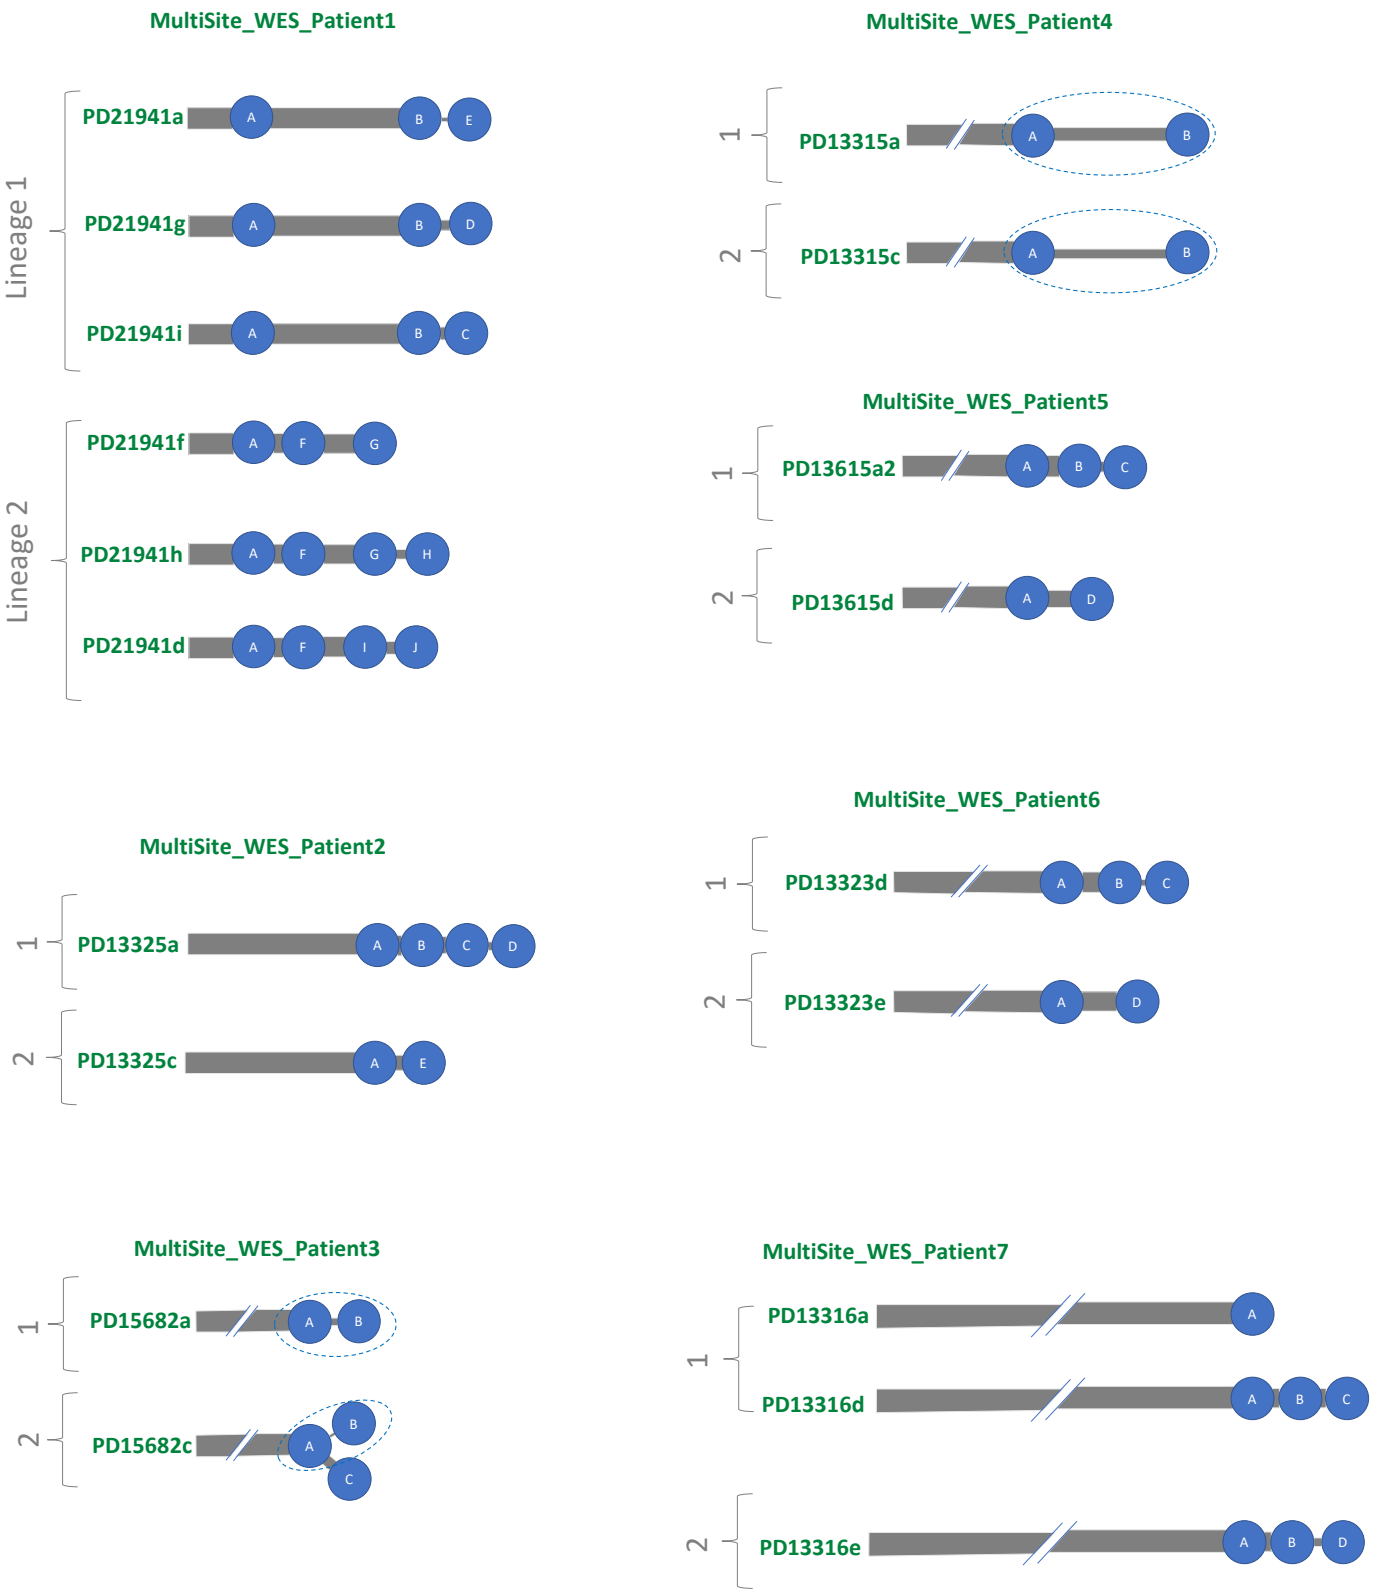 MultiSite_WES_Patient1
Lineage 1
PD21941a A B E
PD21941g A B D
PD21941i A B C
Lineage 2
PD21941f A F G
PD21941h A F G H
PD21941d A F I J
MultiSite_WES_Patient2
1
PD13325a A B C D
2
PD13325c A E
MultiSite_WES_Patient3
1
PD15682a A B
2
PD15682c A B C
MultiSite_WES_Patient4
1
PD13315a A B
2
PD13315c A B
MultiSite_WES_Patient5
1
PD13615a2 A B C
2
PD13615d A D
MultiSite_WES_Patient6
1
PD13323d A B C
2
PD13323e A D
MultiSite_WES_Patient7
1
PD13316a A
PD13316d A B C
2
PD13316e A B D